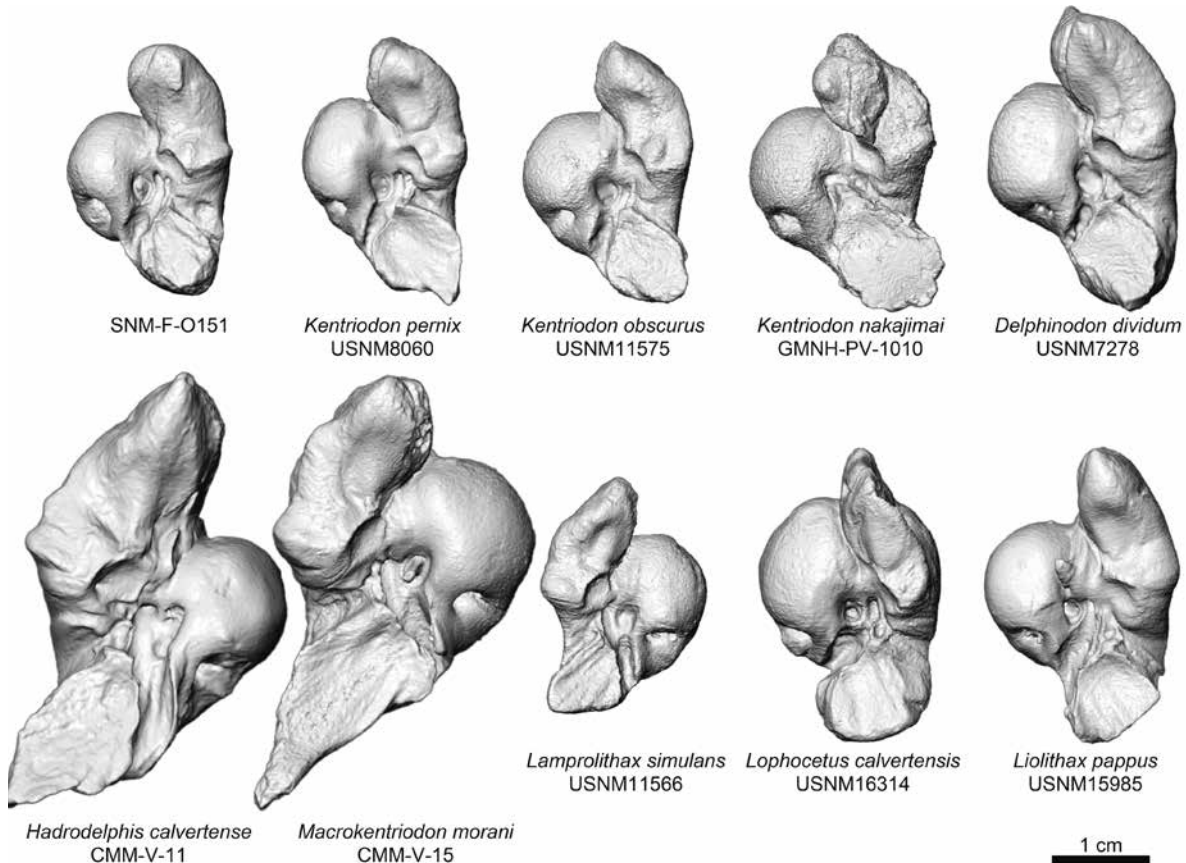 SNM-F-O151
Kentriodon pernix
USNM8060
Kentriodon obscurus
USNM11575
Kentriodon nakajimai
GMNH-PV-1010
Delphinodon dividum
USNM7278
Lamprolithax simulans
USNM11566
Lophocetus calvertensis
USNM16314
Liolithax pappus
USNM15985
Hadrodelphis calvertense
CMM-V-11
Macrokentriodon morani
CMM-V-15
1 cm